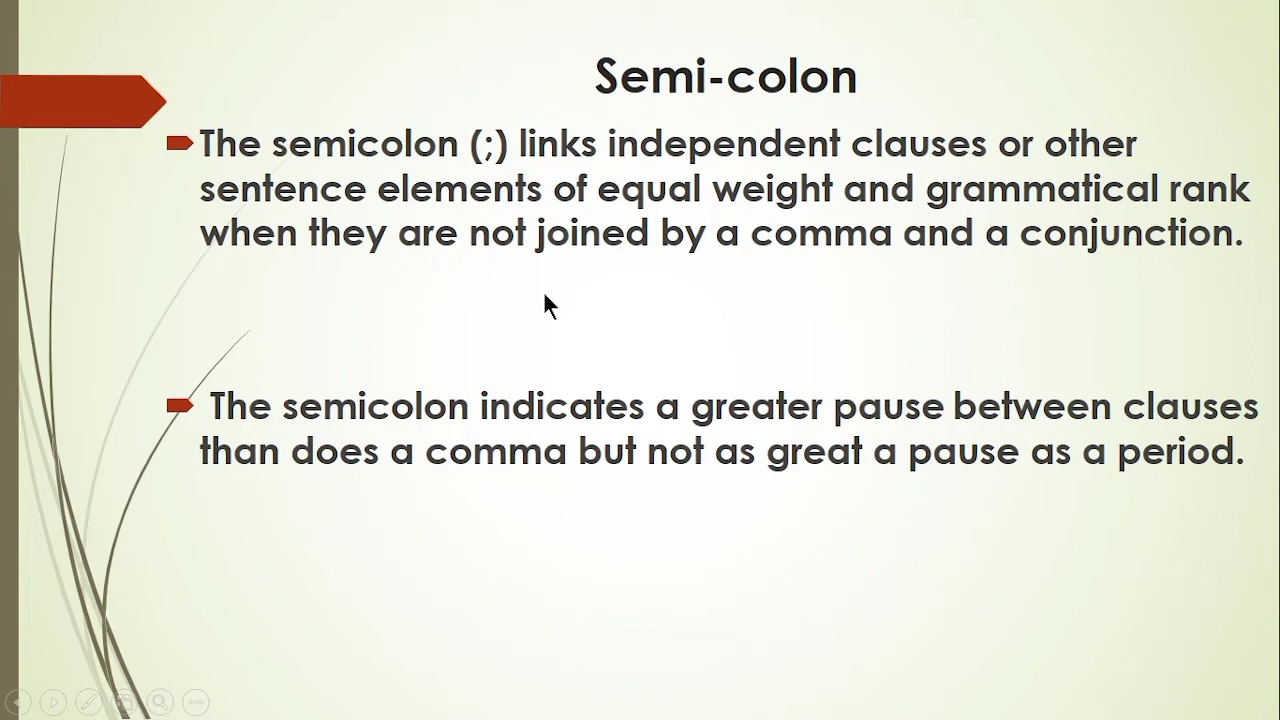 Semi-colon
The semicolon (;) links independent clauses or other
sentence elements of equal weight and grammatical rank
when they are not joined by a comma and a conjunction.
The semicolon indicates a greater pause between clauses
than does a comma but not as great a pause as a period.